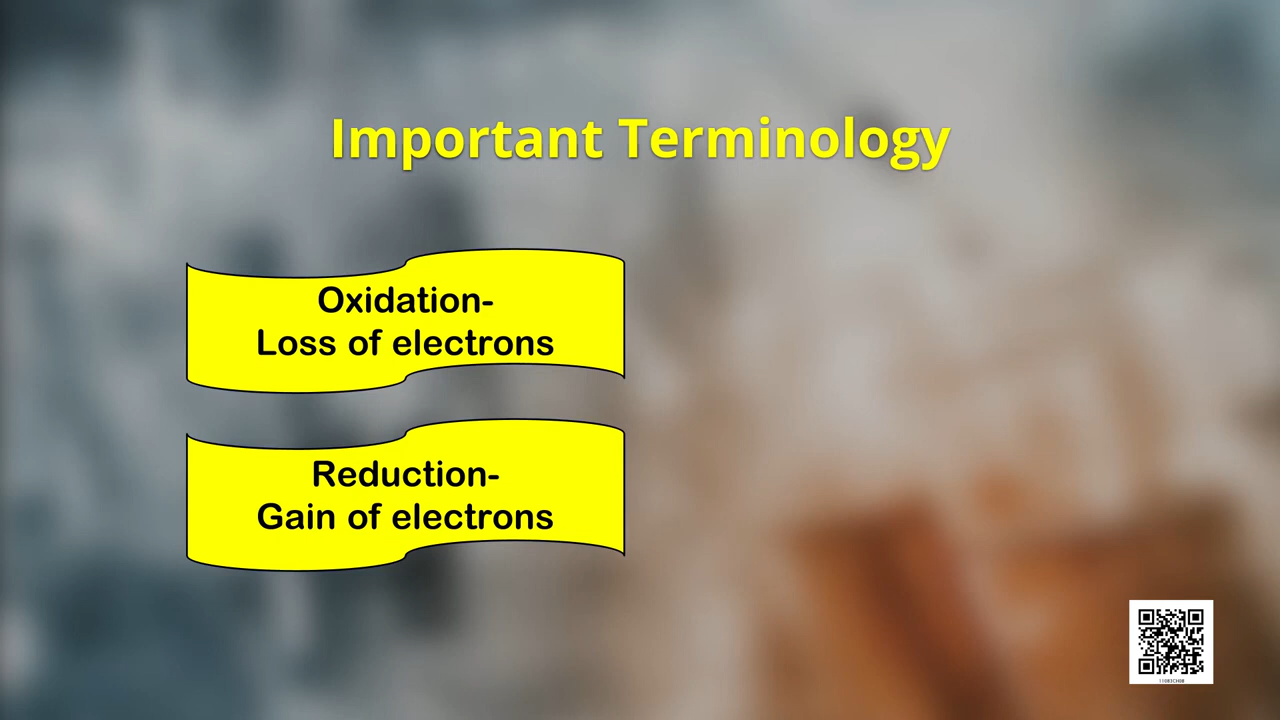 Important Terminology
Oxidation-
Loss of electrons
Reduction-
Gain of electrons